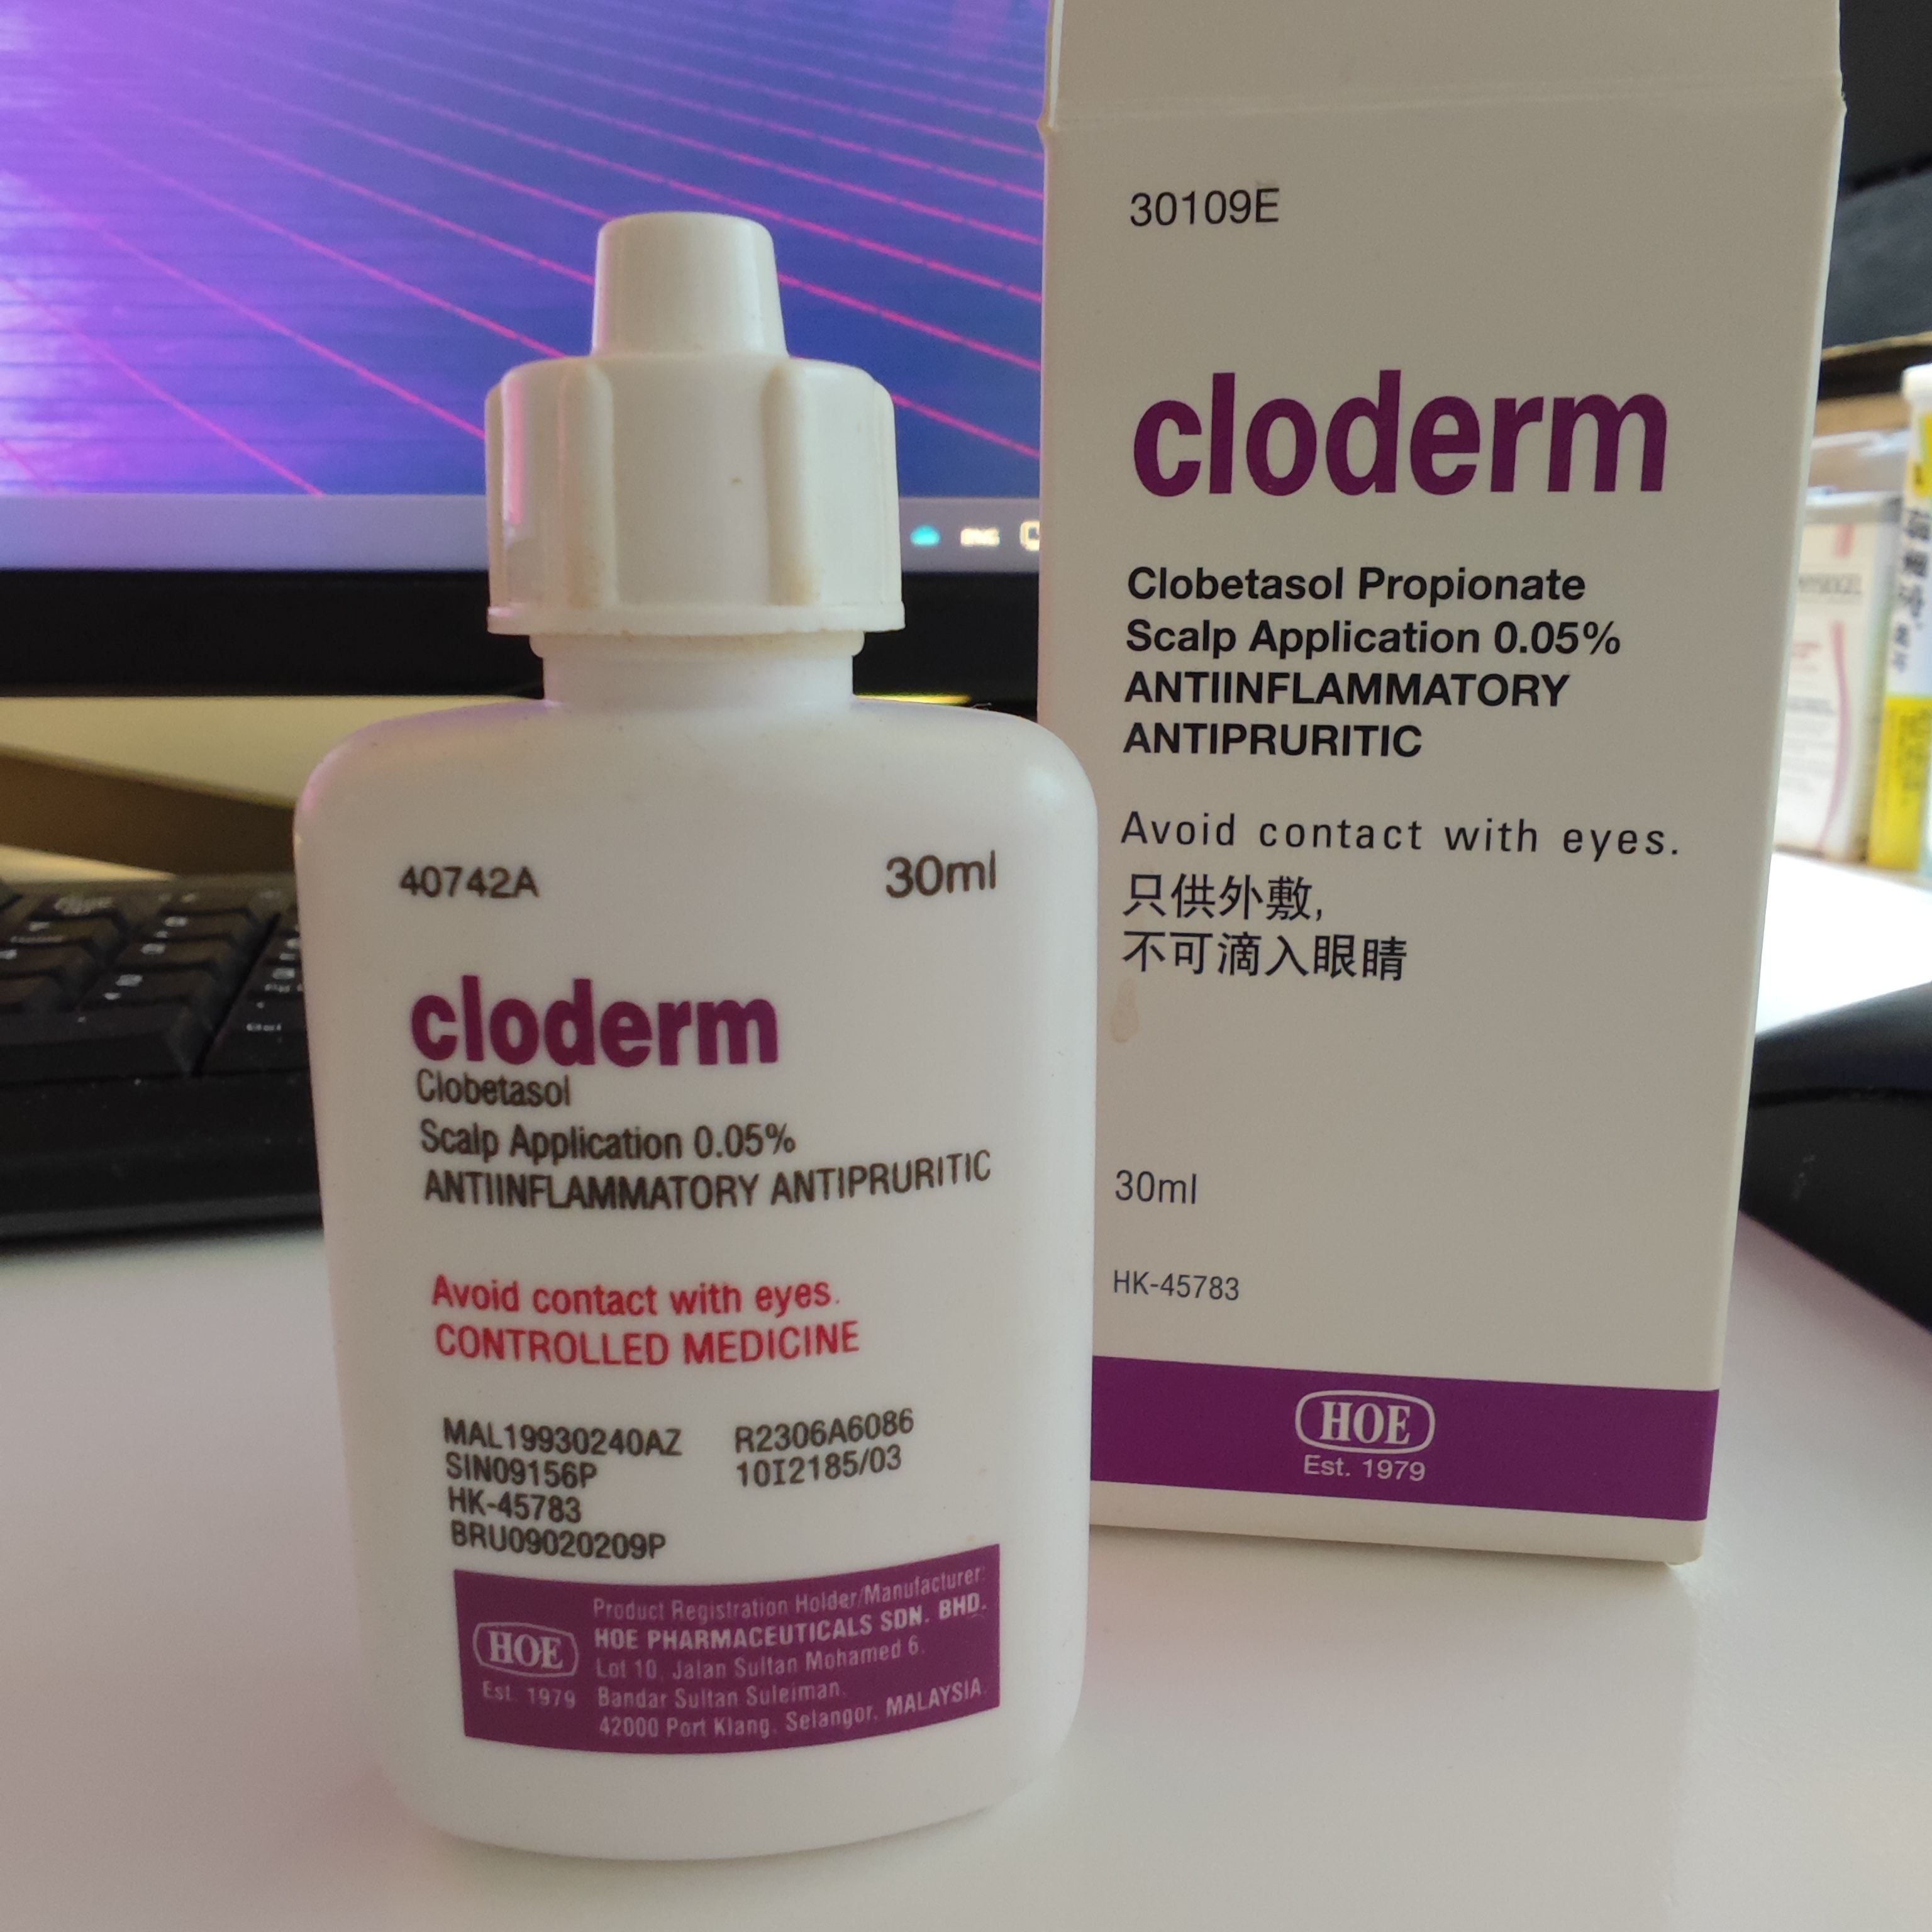 40742A 30ml
cloderm
Clobetasol
Scalp Application 0.05%
ANTIINFLAMMATORY ANTIPRURITIC
Avoid contact with eyes.
CONTROLLED MEDICINE
MAL19930240AZ R2306A6086
SIN09156P 10I2185/03
HK-45783
BRU09020209P
HOE
Est. 1979
Product Registration Holder/Manufacturer:
HOE PHARMACEUTICALS SDN. BHD.
Lot 10, Jalan Sultan Mohamed 6,
Bandar Sultan Suleiman,
42000 Port Klang, Selangor, MALAYSIA.
30109E
cloderm
Clobetasol Propionate
Scalp Application 0.05%
ANTIINFLAMMATORY
ANTIPRURITIC
Avoid contact with eyes.
只供外敷,
不可滴入眼睛
30ml
HK-45783
HOE
Est. 1979
ENG